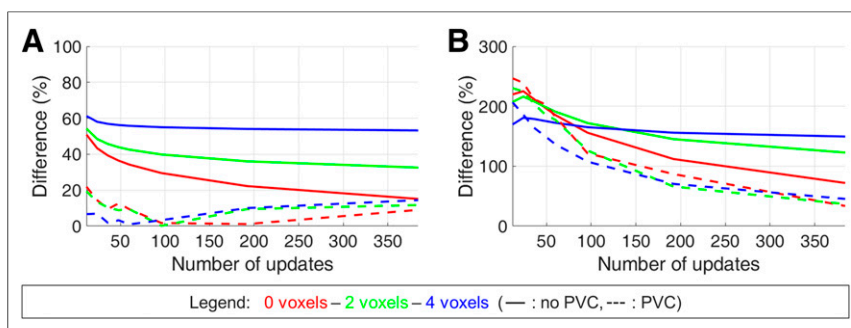 A
B
100
80
60
40
20
0
Difference (%)
50 100 150 200 250 300 350
Number of updates
300
200
100
0
Difference (%)
50 100 150 200 250 300 350
Number of updates
Legend: 0 voxels – 2 voxels – 4 voxels ( — : no PVC, --- : PVC)